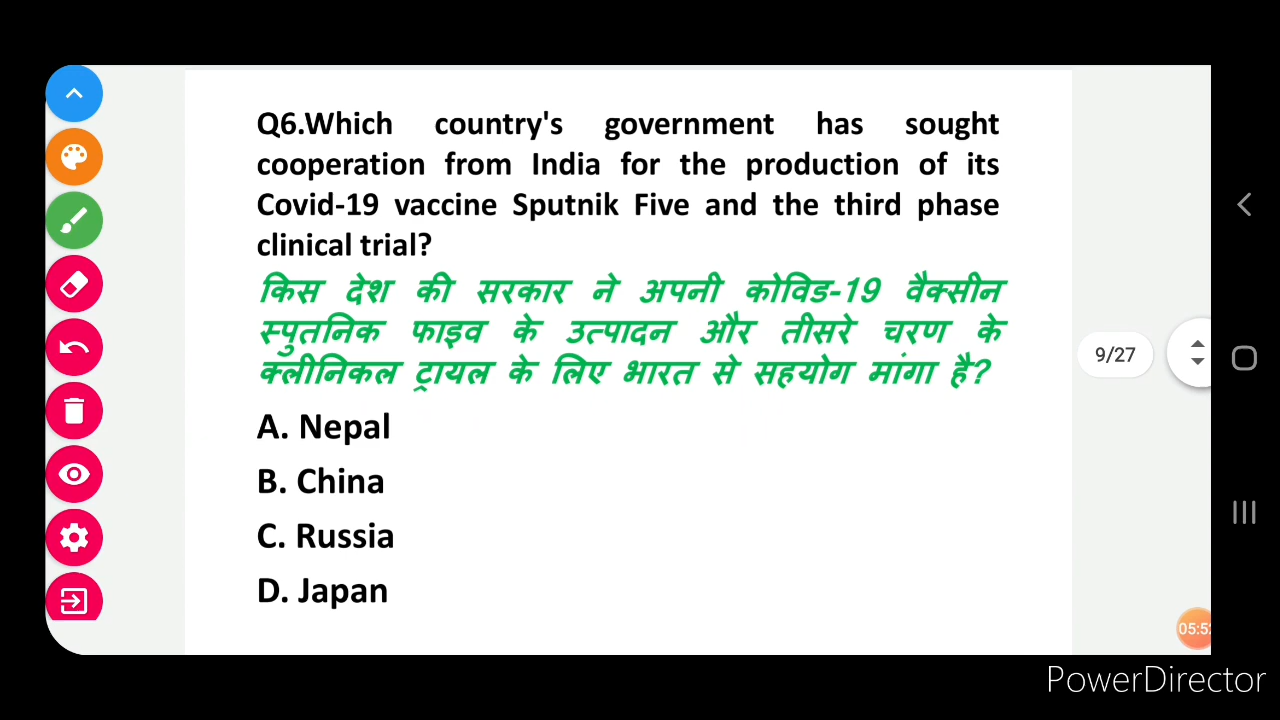 Q6.Which country's government has sought
cooperation from India for the production of its
Covid-19 vaccine Sputnik Five and the third phase
clinical trial?
किस देश की सरकार ने अपनी कोविड-19 वैक्सीन
स्पुतनिक फाइव के उत्पादन और तीसरे चरण के
क्लीनिकल ट्रायल के लिए भारत से सहयोग मांगा है?
A. Nepal
B. China
C. Russia
D. Japan
9/27
PowerDirector